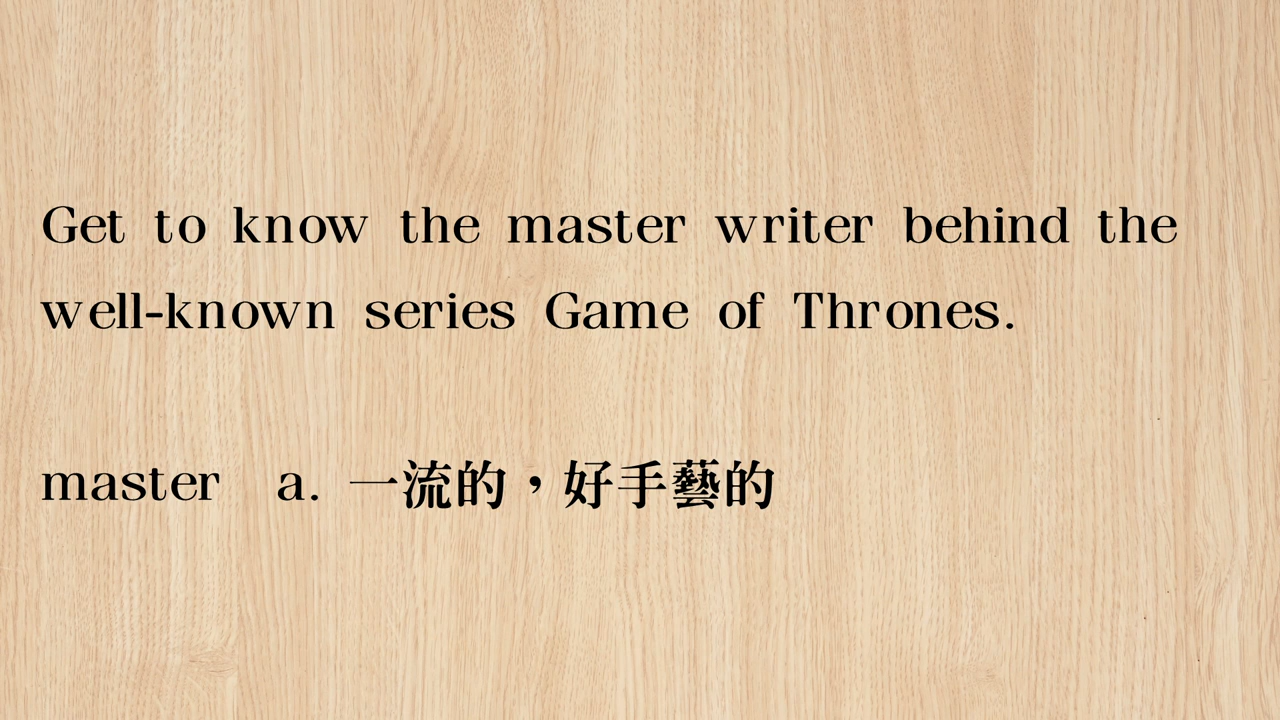 Get to know the master writer behind the
well-known series Game of Thrones.
master a. 一流的，好手藝的